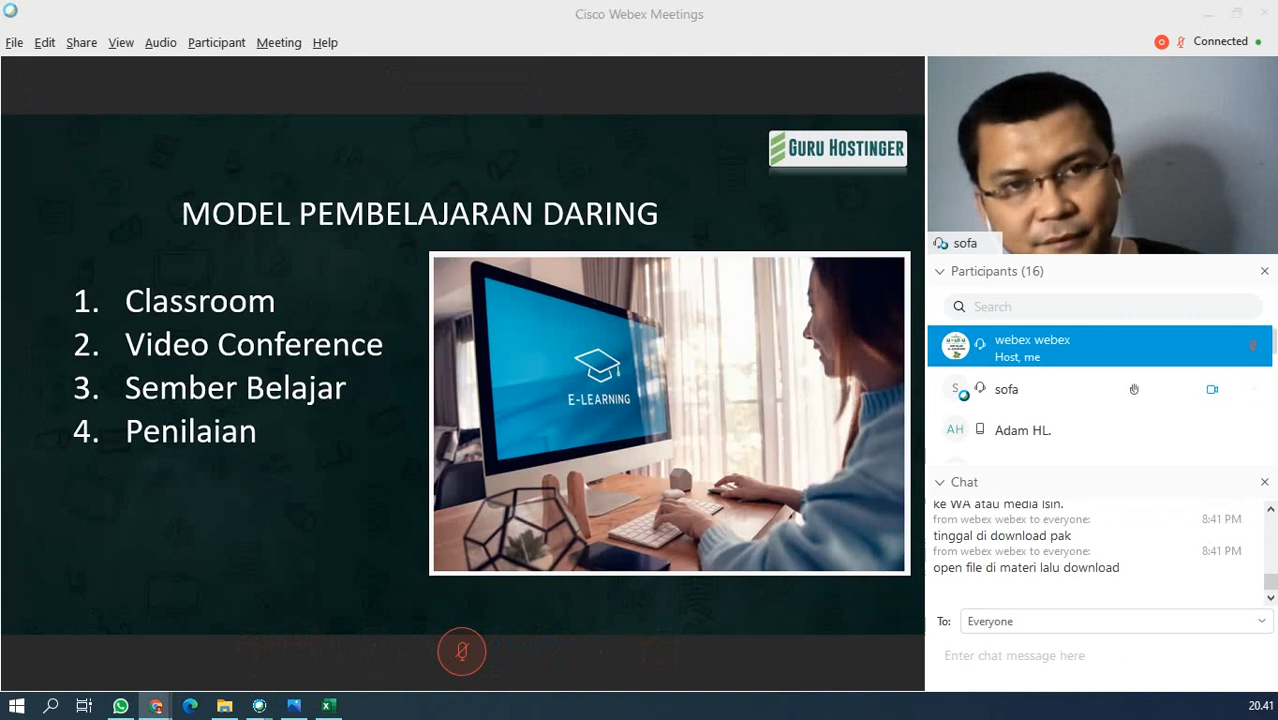 Cisco Webex Meetings
File Edit Share View Audio Participant Meeting Help
Connected
GURU HOSTINGER
MODEL PEMBELAJARAN DARING
1. Classroom
2. Video Conference
3. Sember Belajar
4. Penilaian
E-LEARNING
sofa
Participants (16)
Search
webex webex
Host, me
S
sofa
AH
Adam HL.
Chat
ke WA atau media lsin.
from webex webex to everyone: 8:41 PM
tinggal di download pak
from webex webex to everyone: 8:41 PM
open file di materi lalu download
To: Everyone
Enter chat message here
20.41